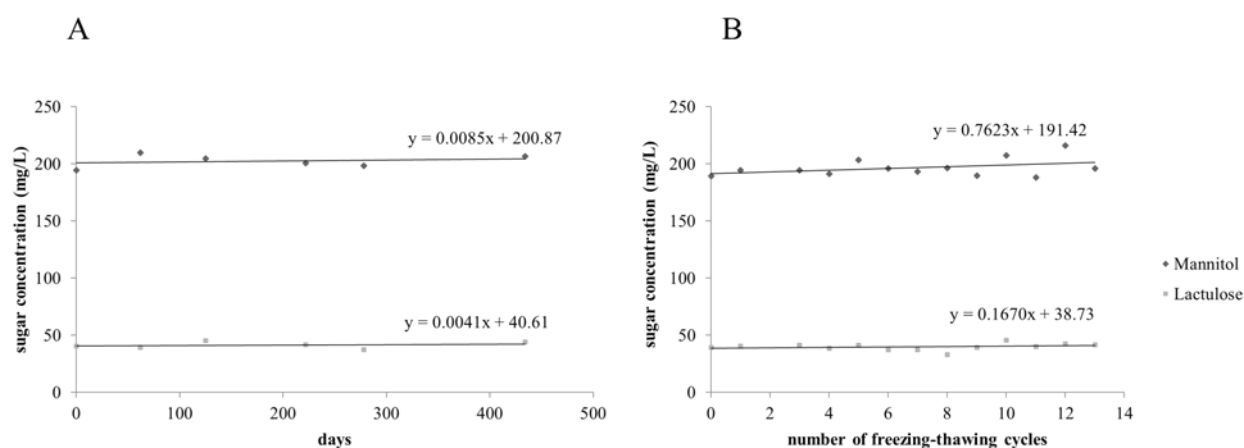 A
250
200
150
100
50
0
0 100 200 300 400 500
sugar concentration (mg/L)
days
y = 0.0085x + 200.87
y = 0.0041x + 40.61
B
250
200
150
100
50
0
0 2 4 6 8 10 12 14
sugar concentration (mg/L)
number of freezing-thawing cycles
y = 0.7623x + 191.42
y = 0.1670x + 38.73
Mannitol
Lactulose